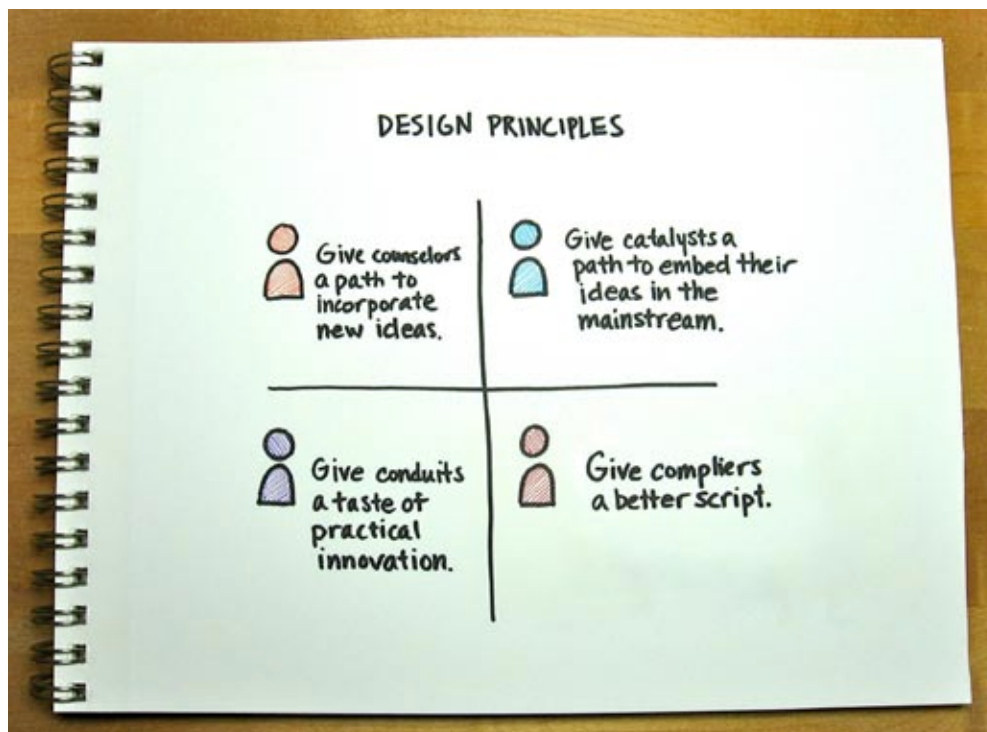 DESIGN PRINCIPLES
Give counselors
a path to
incorporate
new ideas.
Give catalysts a
path to embed their
ideas in the
mainstream.
Give conduits
a taste of
practical
innovation.
Give compliers
a better script.